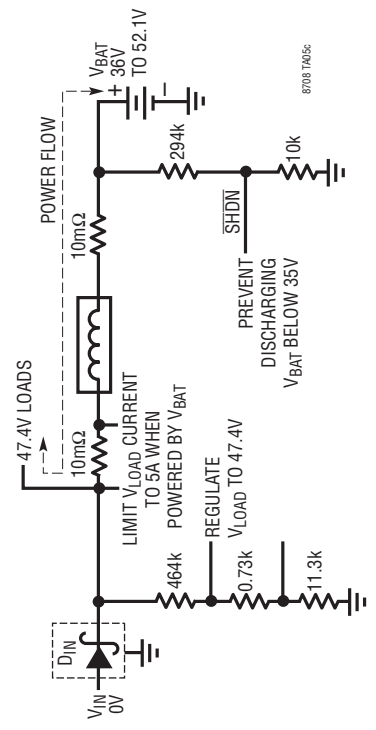 VIN
0V
DIN
47.4V LOADS
POWER FLOW
VBAT
36V
TO 52.1V
+
−
10mΩ
10mΩ
LIMIT VLOAD CURRENT
TO 5A WHEN
POWERED BY VBAT
464k
REGULATE
VLOAD TO 47.4V
0.73k
11.3k
294k
SHDN
PREVENT
DISCHARGING
VBAT BELOW 35V
10k
8708 TA05c